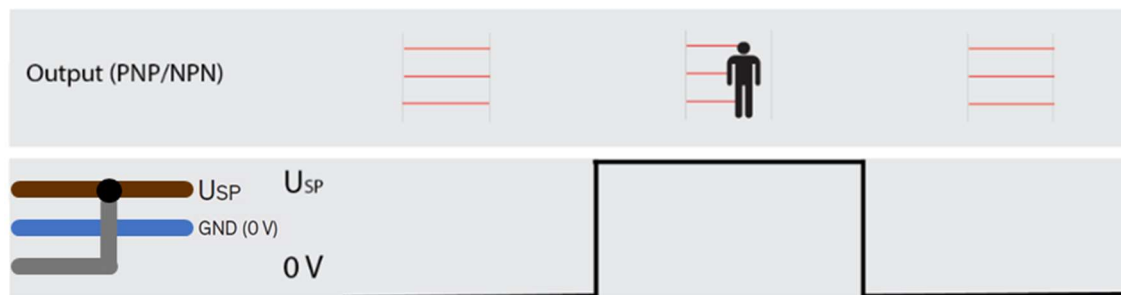 Output (PNP/NPN)
USP USP
GND (0 V)
0 V